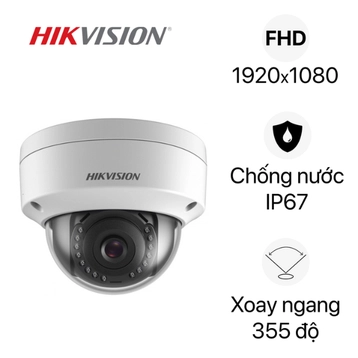 HIKVISION
FHD
1920x1080
HIKVISION
Chống nước
IP67
Xoay ngang
355 độ